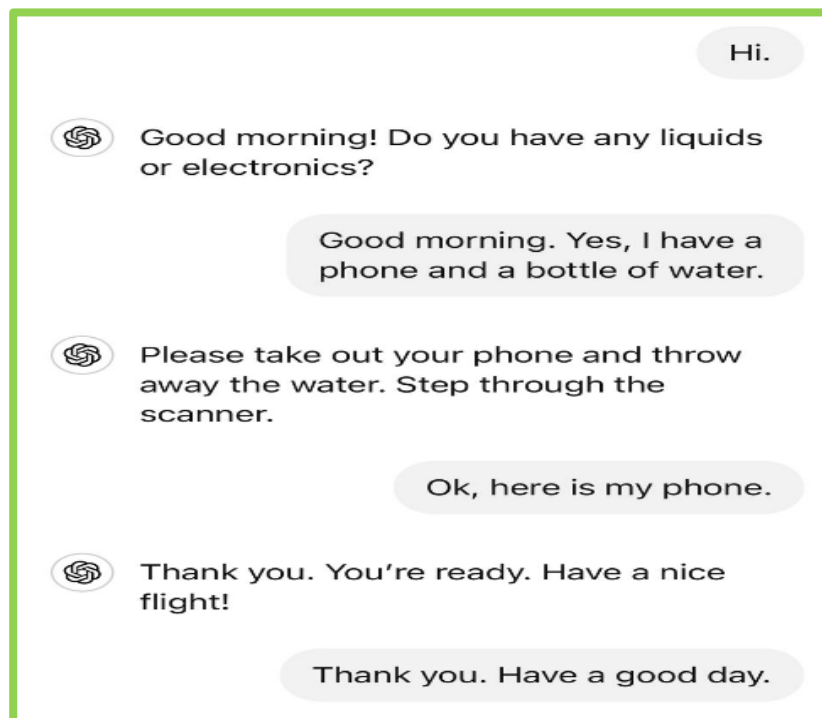 Hi.
Good morning! Do you have any liquids
or electronics?
Good morning. Yes, I have a
phone and a bottle of water.
Please take out your phone and throw
away the water. Step through the
scanner.
Ok, here is my phone.
Thank you. You’re ready. Have a nice
flight!
Thank you. Have a good day.